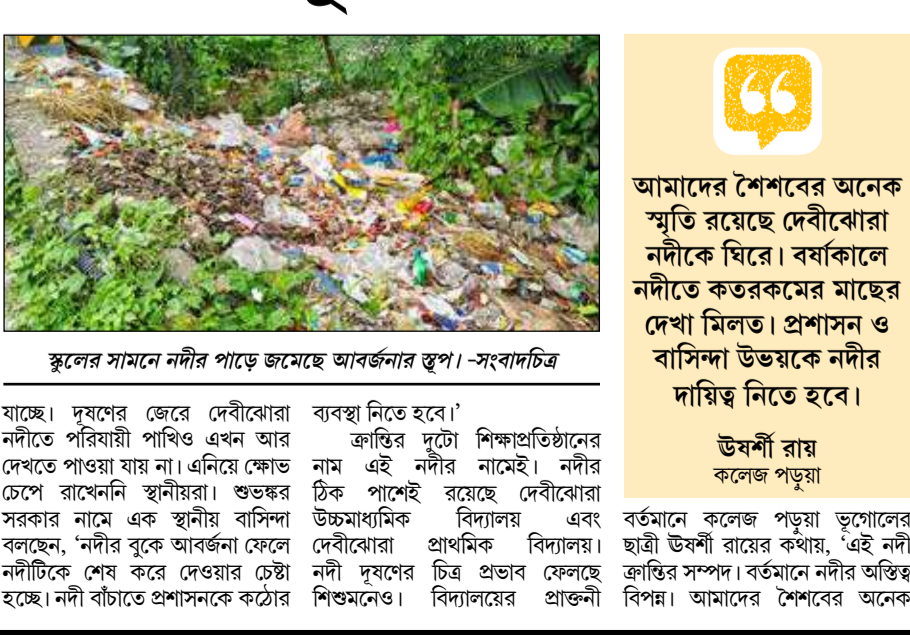 স্কুলের সামনে নদীর পাড়ে জমেছে আবর্জনার স্তূপ। -সংবাদচিত্র
যাচ্ছে। দূষণের জেরে দেবীঝোরা
নদীতে পরিযায়ী পাখিও এখন আর
দেখতে পাওয়া যায় না। এনিয়ে ক্ষোভ
চেপে রাখেননি স্থানীয়রা। শুভঙ্কর
সরকার নামে এক স্থানীয় বাসিন্দা
বলছেন, ‘নদীর বুকে আবর্জনা ফেলে
নদীটিকে শেষ করে দেওয়ার চেষ্টা
হচ্ছে। নদী বাঁচাতে প্রশাসনকে কঠোর
ব্যবস্থা নিতে হবে।’
ক্রান্তির দুটো শিক্ষাপ্রতিষ্ঠানের
নাম এই নদীর নামেই। নদীর
ঠিক পাশেই রয়েছে দেবীঝোরা
উচ্চমাধ্যমিক বিদ্যালয় এবং
দেবীঝোরা প্রাথমিক বিদ্যালয়।
নদী দূষণের চিত্র প্রভাব ফেলছে
শিশুমনেও। বিদ্যালয়ের প্রাক্তনী
আমাদের শৈশবের অনেক
স্মৃতি রয়েছে দেবীঝোরা
নদীকে ঘিরে। বর্ষাকালে
নদীতে কতরকমের মাছের
দেখা মিলত। প্রশাসন ও
বাসিন্দা উভয়কে নদীর
দায়িত্ব নিতে হবে।
ঊষর্শী রায়
কলেজ পড়ুয়া
বর্তমানে কলেজ পড়ুয়া ভূগোলের
ছাত্রী ঊষর্শী রায়ের কথায়, ‘এই নদী
ক্রান্তির সম্পদ। বর্তমানে নদীর অস্তিত্ব
বিপন্ন। আমাদের শৈশবের অনেক